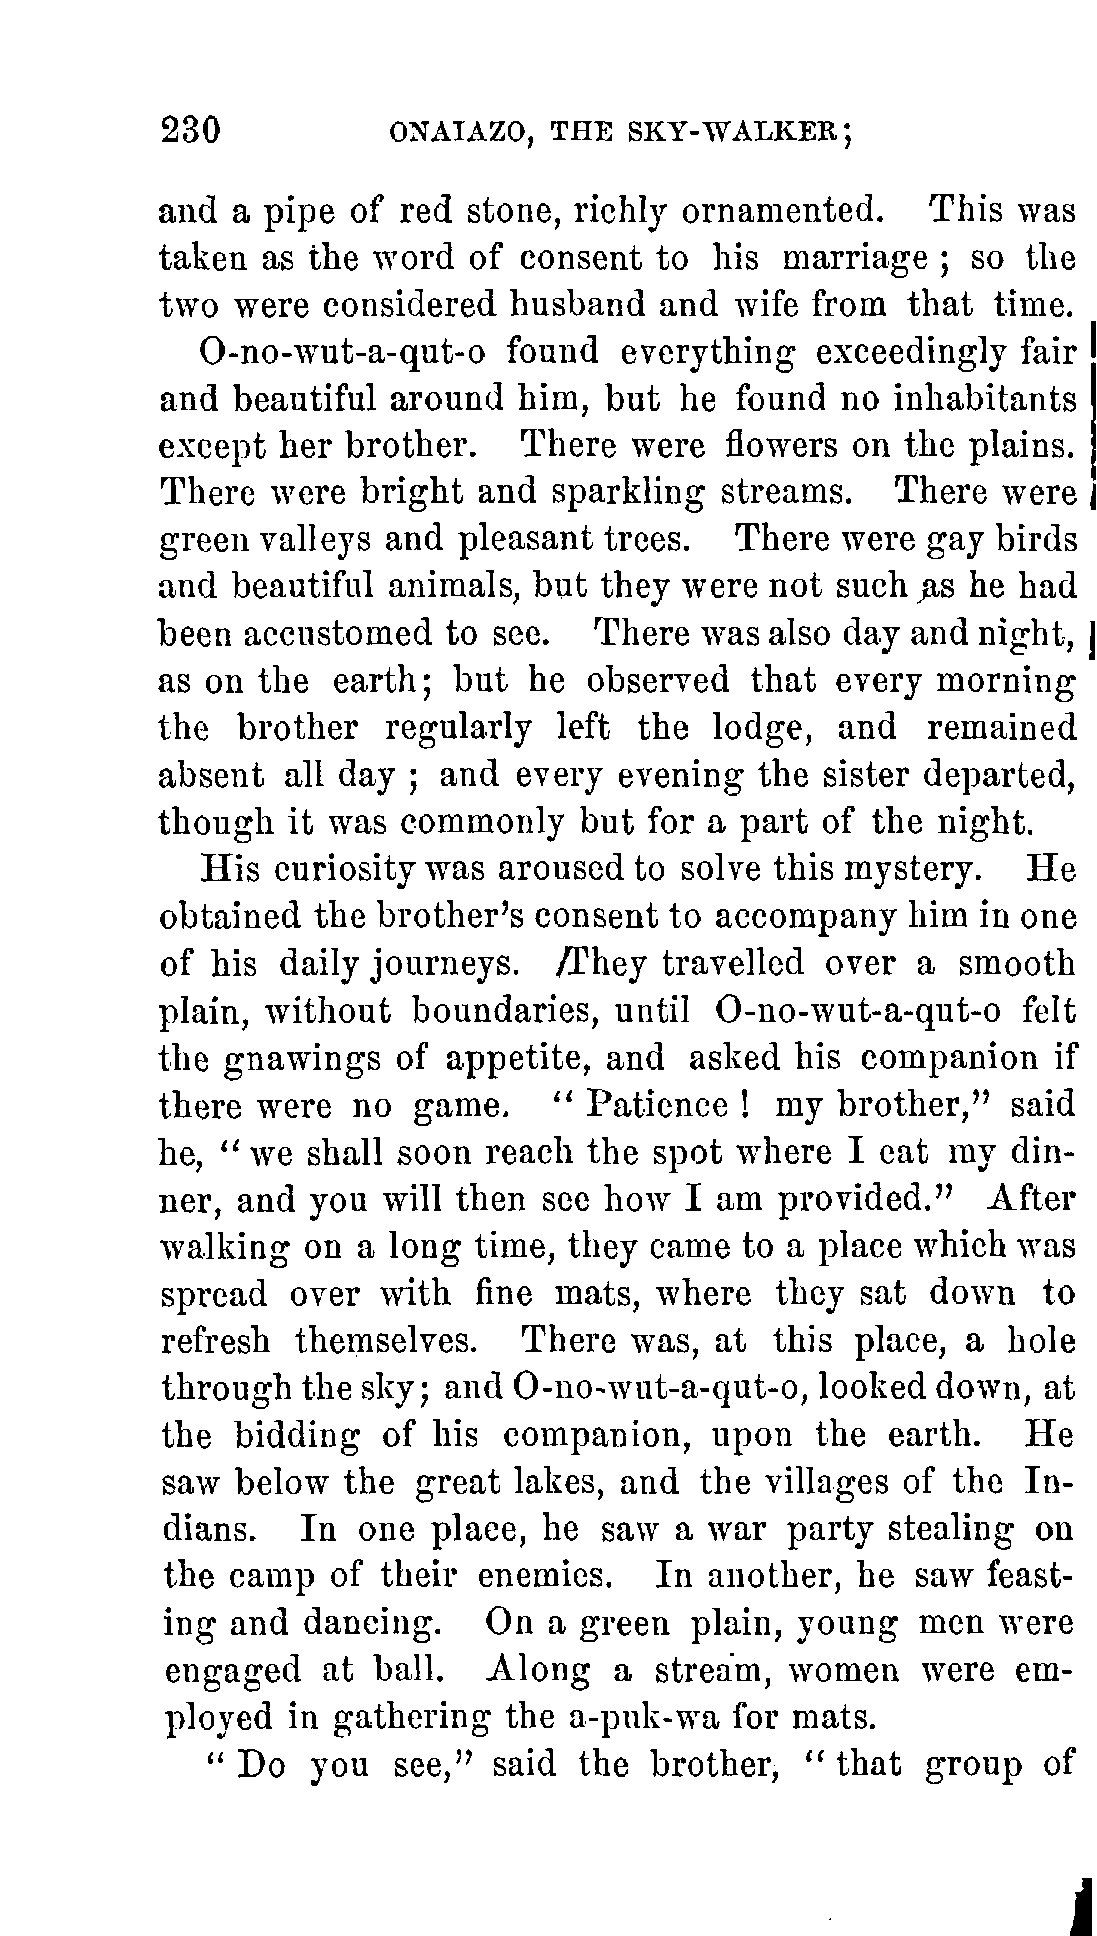 230 ONAIAZO, THE SKY-WALKER;
and a pipe of red stone, richly ornamented. This was
taken as the word of consent to his marriage ; so the
two were considered husband and wife from that time.
O-no-wut-a-qut-o found everything exceedingly fair
and beautiful around him, but he found no inhabitants
except her brother. There were flowers on the plains.
There were bright and sparkling streams. There were
green valleys and pleasant trees. There were gay birds
and beautiful animals, but they were not such as he had
been accustomed to see. There was also day and night,
as on the earth; but he observed that every morning
the brother regularly left the lodge, and remained
absent all day ; and every evening the sister departed,
though it was commonly but for a part of the night.
His curiosity was aroused to solve this mystery. He
obtained the brother's consent to accompany him in one
of his daily journeys. They travelled over a smooth
plain, without boundaries, until O-no-wut-a-qut-o felt
the gnawings of appetite, and asked his companion if
there were no game. "Patience ! my brother," said
he, "we shall soon reach the spot where I eat my din-
ner, and you will then see how I am provided." After
walking on a long time, they came to a place which was
spread over with fine mats, where they sat down to
refresh themselves. There was, at this place, a hole
through the sky; and O-no-wut-a-qut-o, looked down, at
the bidding of his companion, upon the earth. He
saw below the great lakes, and the villages of the In-
dians. In one place, he saw a war party stealing on
the camp of their enemies. In another, he saw feast-
ing and dancing. On a green plain, young men were
engaged at ball. Along a stream, women were em-
ployed in gathering the a-puk-wa for mats.
"Do you see," said the brother, "that group of